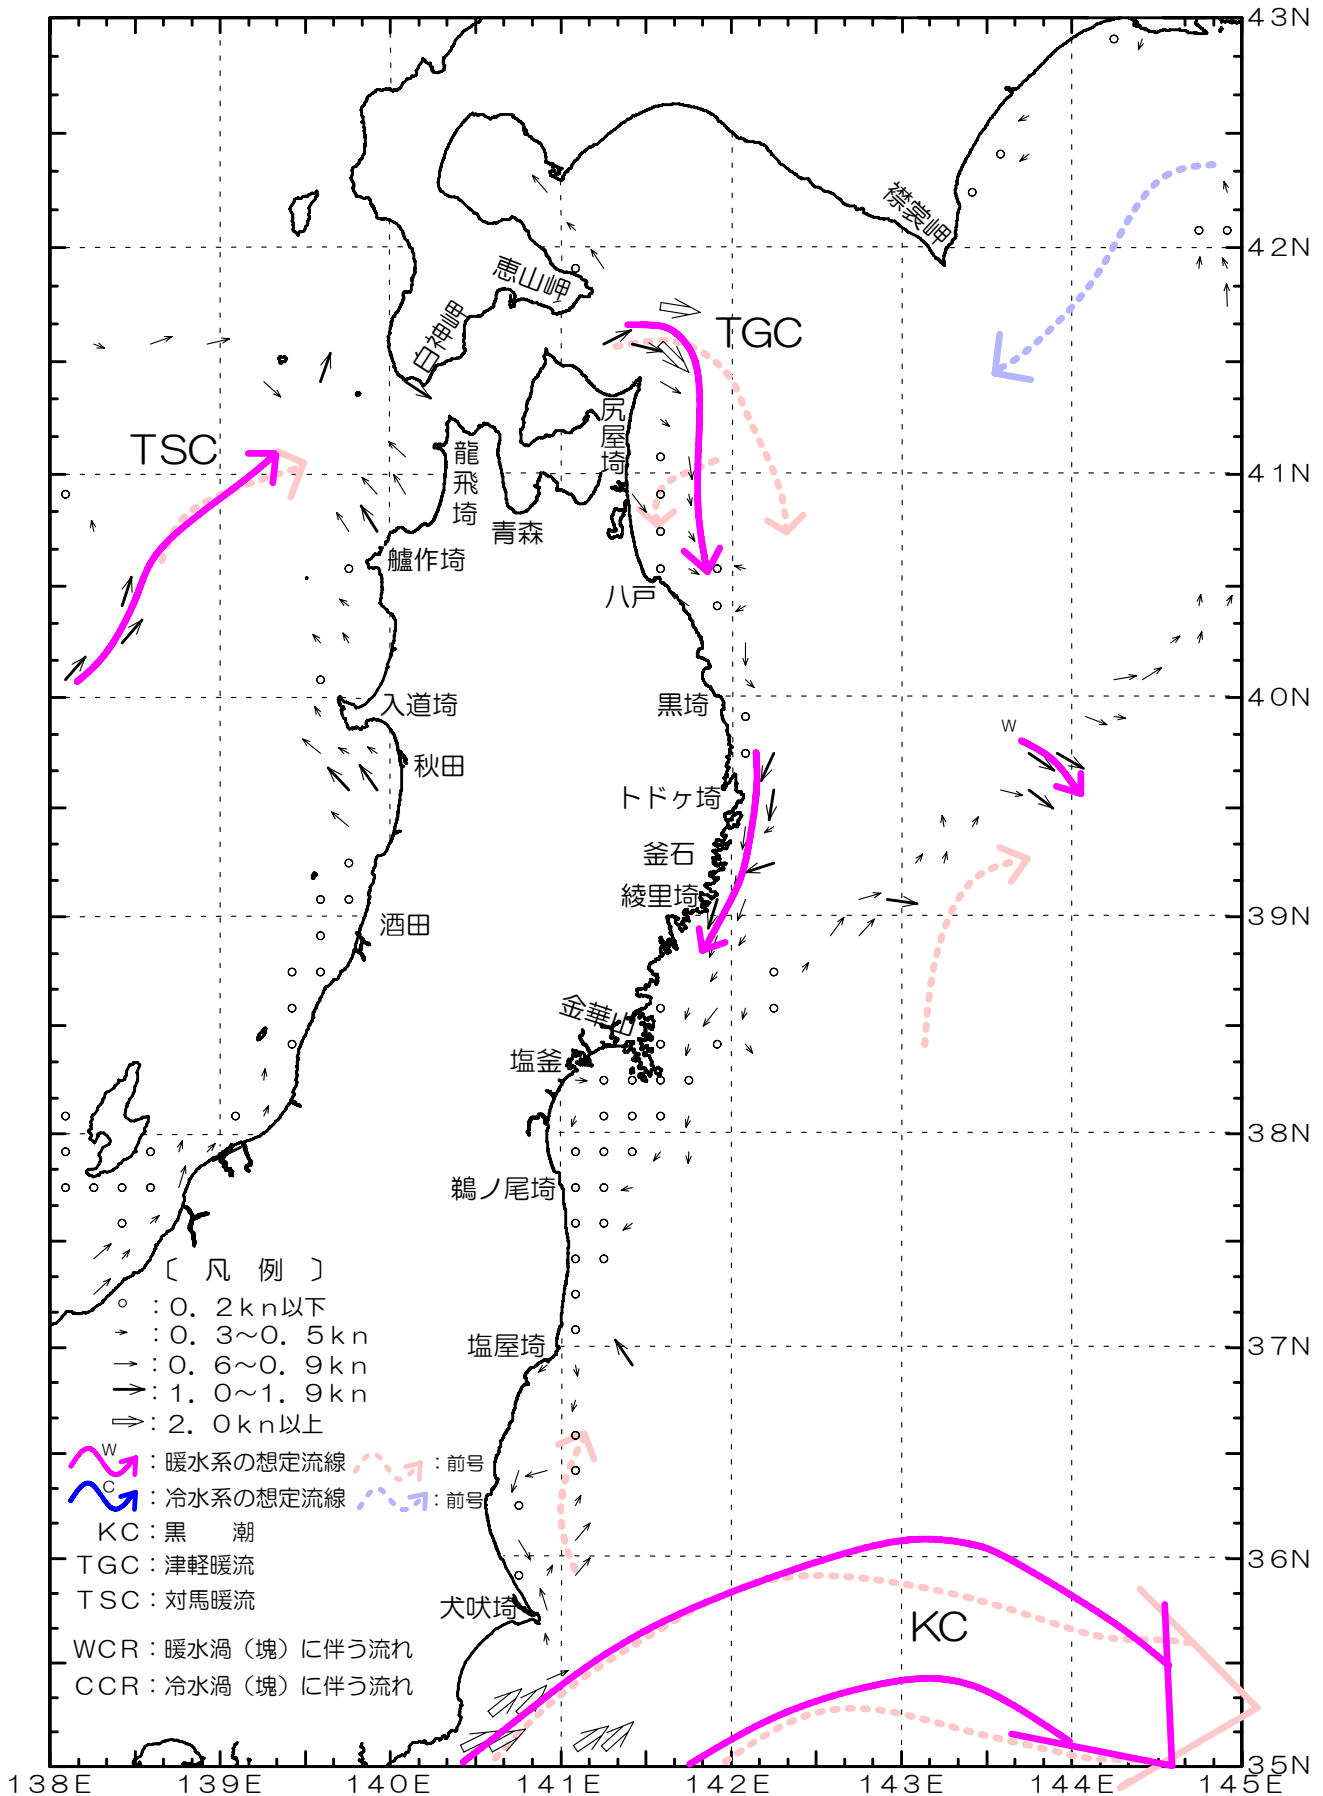 43N
襟裳岬
42N
恵山岬
白神岬
TGC
尻屋埼
TSC
龍飛埼
41N
青森
艫作埼
八戸
入道埼
黒埼
40N
W
秋田
トドヶ埼
釜石
綾里埼
39N
酒田
金華山
塩釜
38N
鵜ノ尾埼
〔 凡 例 〕
○:0.2kn以下
:0.3~0.5kn
塩屋埼
37N
:0.6~0.9kn
:1.0~1.9kn
:2.0kn以上
W :暖水系の想定流線 :前号
C :冷水系の想定流線 :前号
KC:黒 潮
TGC:津軽暖流
36N
TSC:対馬暖流
犬吠埼
KC
WCR:暖水渦(塊)に伴う流れ
CCR:冷水渦(塊)に伴う流れ
35N
138E 139E 140E 141E 142E 143E 144E 145E